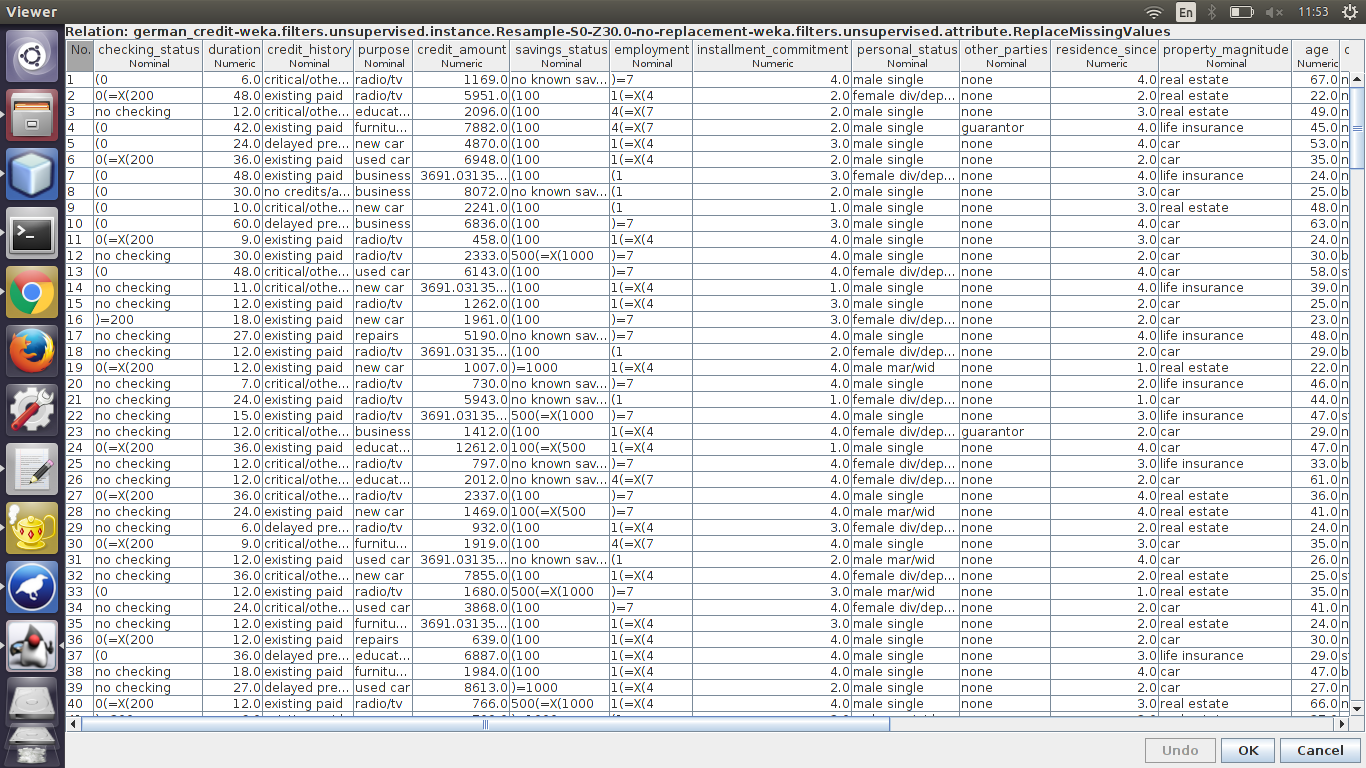 Viewer En 11:53
Relation: german_credit-weka.filters.unsupervised.instance.Resample-S0-Z30.0-no-replacement-weka.filters.unsupervised.attribute.ReplaceMissingValues
No. checking_status duration credit_history purpose credit_amount savings_status employment installment_commitment personal_status other_parties residence_since property_magnitude age
Nominal Numeric Nominal Nominal Numeric Nominal Nominal Numeric Nominal Nominal Numeric Nominal Numeric
1 (0 6.0 critical/othe... radio/tv 1169.0 no known sav... )=7 4.0 male single none 4.0 real estate 67.0 n
2 0(=X(200 48.0 existing paid radio/tv 5951.0 (100 1(=X(4 2.0 female div/dep... none 2.0 real estate 22.0 n
3 no checking 12.0 critical/othe... educat... 2096.0 (100 4(=X(7 2.0 male single none 3.0 real estate 49.0 n
4 (0 42.0 existing paid furnitu... 7882.0 (100 4(=X(7 2.0 male single guarantor 4.0 life insurance 45.0 n
5 (0 24.0 delayed pre... new car 4870.0 (100 1(=X(4 3.0 male single none 4.0 car 53.0 n
6 0(=X(200 36.0 existing paid used car 6948.0 (100 1(=X(4 2.0 male single none 2.0 car 35.0 n
7 (0 48.0 existing paid business 3691.03135... (100 (1 3.0 female div/dep... none 4.0 life insurance 24.0 n
8 (0 30.0 no credits/a... business 8072.0 no known sav... (1 2.0 male single none 3.0 car 25.0 b
9 (0 10.0 critical/othe... new car 2241.0 (100 (1 1.0 male single none 3.0 real estate 48.0 n
10 (0 60.0 delayed pre... business 6836.0 (100 )=7 3.0 male single none 4.0 car 63.0 n
11 0(=X(200 9.0 existing paid radio/tv 458.0 (100 1(=X(4 4.0 male single none 3.0 car 24.0 n
12 no checking 30.0 existing paid radio/tv 2333.0 500(=X(1000 )=7 4.0 male single none 2.0 car 30.0 b
13 (0 48.0 critical/othe... used car 6143.0 (100 )=7 4.0 female div/dep... none 4.0 car 58.0 s
14 no checking 11.0 critical/othe... new car 3691.03135... (100 1(=X(4 1.0 male single none 4.0 life insurance 39.0 n
15 no checking 12.0 existing paid radio/tv 1262.0 (100 1(=X(4 3.0 male single none 2.0 car 25.0 n
16 )=200 18.0 existing paid new car 1961.0 (100 )=7 3.0 female div/dep... none 2.0 car 23.0 n
17 no checking 27.0 existing paid repairs 5190.0 no known sav... )=7 4.0 male single none 4.0 life insurance 48.0 n
18 no checking 12.0 existing paid radio/tv 3691.03135... (100 (1 2.0 female div/dep... none 2.0 car 29.0 b
19 0(=X(200 12.0 existing paid new car 1007.0 )=1000 1(=X(4 4.0 male mar/wid none 1.0 real estate 22.0 n
20 no checking 7.0 critical/othe... radio/tv 730.0 no known sav... )=7 4.0 male single none 2.0 life insurance 46.0 n
21 no checking 24.0 existing paid radio/tv 5943.0 no known sav... (1 1.0 female div/dep... none 1.0 car 44.0 n
22 no checking 15.0 existing paid radio/tv 3691.03135... 500(=X(1000 )=7 4.0 male single none 3.0 life insurance 47.0 s
23 no checking 12.0 critical/othe... business 1412.0 (100 1(=X(4 4.0 female div/dep... guarantor 2.0 car 29.0 n
24 0(=X(200 36.0 existing paid educat... 12612.0 100(=X(500 1(=X(4 1.0 male single none 4.0 car 47.0 n
25 no checking 12.0 critical/othe... radio/tv 797.0 no known sav... )=7 4.0 female div/dep... none 3.0 life insurance 33.0 b
26 no checking 12.0 critical/othe... educat... 2012.0 no known sav... 4(=X(7 4.0 female div/dep... none 2.0 car 61.0 n
27 0(=X(200 36.0 critical/othe... radio/tv 2337.0 (100 )=7 4.0 male single none 4.0 real estate 36.0 n
28 no checking 24.0 existing paid new car 1469.0 100(=X(500 )=7 4.0 male mar/wid none 4.0 real estate 41.0 n
29 no checking 6.0 delayed pre... radio/tv 932.0 (100 1(=X(4 3.0 female div/dep... none 2.0 real estate 24.0 n
30 0(=X(200 9.0 critical/othe... furnitu... 1919.0 (100 4(=X(7 4.0 male single none 3.0 car 35.0 n
31 no checking 12.0 existing paid used car 3691.03135... no known sav... (1 2.0 male mar/wid none 4.0 car 26.0 n
32 no checking 36.0 critical/othe... new car 7855.0 (100 1(=X(4 4.0 female div/dep... none 2.0 real estate 25.0 s
33 (0 12.0 existing paid radio/tv 1680.0 500(=X(1000 )=7 3.0 male mar/wid none 1.0 real estate 35.0 n
34 no checking 24.0 critical/othe... used car 3868.0 (100 )=7 4.0 female div/dep... none 2.0 car 41.0 n
35 no checking 12.0 existing paid furnitu... 3691.03135... (100 1(=X(4 3.0 male single none 2.0 real estate 24.0 n
36 0(=X(200 12.0 existing paid repairs 639.0 (100 1(=X(4 4.0 male single none 2.0 car 30.0 n
37 (0 36.0 delayed pre... educat... 6887.0 (100 1(=X(4 4.0 male single none 3.0 life insurance 29.0 s
38 no checking 18.0 existing paid furnitu... 1984.0 (100 1(=X(4 4.0 male single none 4.0 car 47.0 b
39 no checking 27.0 delayed pre... used car 8613.0 )=1000 1(=X(4 2.0 male single none 2.0 car 27.0 n
40 0(=X(200 12.0 existing paid radio/tv 766.0 500(=X(1000 1(=X(4 4.0 male single none 3.0 real estate 66.0 n
Undo OK Cancel